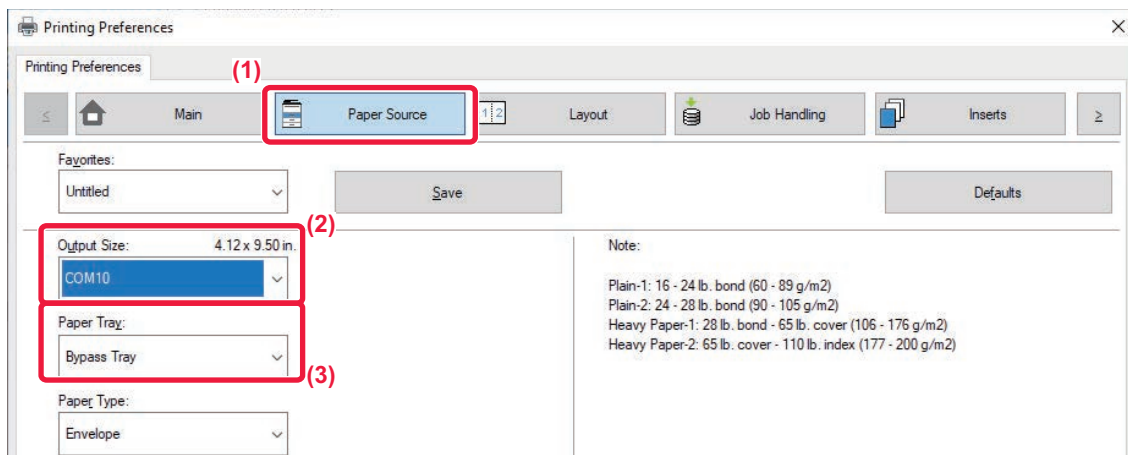 Printing Preferences
Printing Preferences
(1)
≤ Main Paper Source 1 2 Layout Job Handling Inserts ≥
Favorites:
Untitled Save Defaults
(2)
Output Size: 4.12 x 9.50 in.
COM10
Paper Tray:
Bypass Tray
(3)
Paper Type:
Envelope
Note:
Plain-1: 16 - 24 lb. bond (60 - 89 g/m2)
Plain-2: 24 - 28 lb. bond (90 - 105 g/m2)
Heavy Paper-1: 28 lb. bond - 65 lb. cover (106 - 176 g/m2)
Heavy Paper-2: 65 lb. cover - 110 lb. index (177 - 200 g/m2)